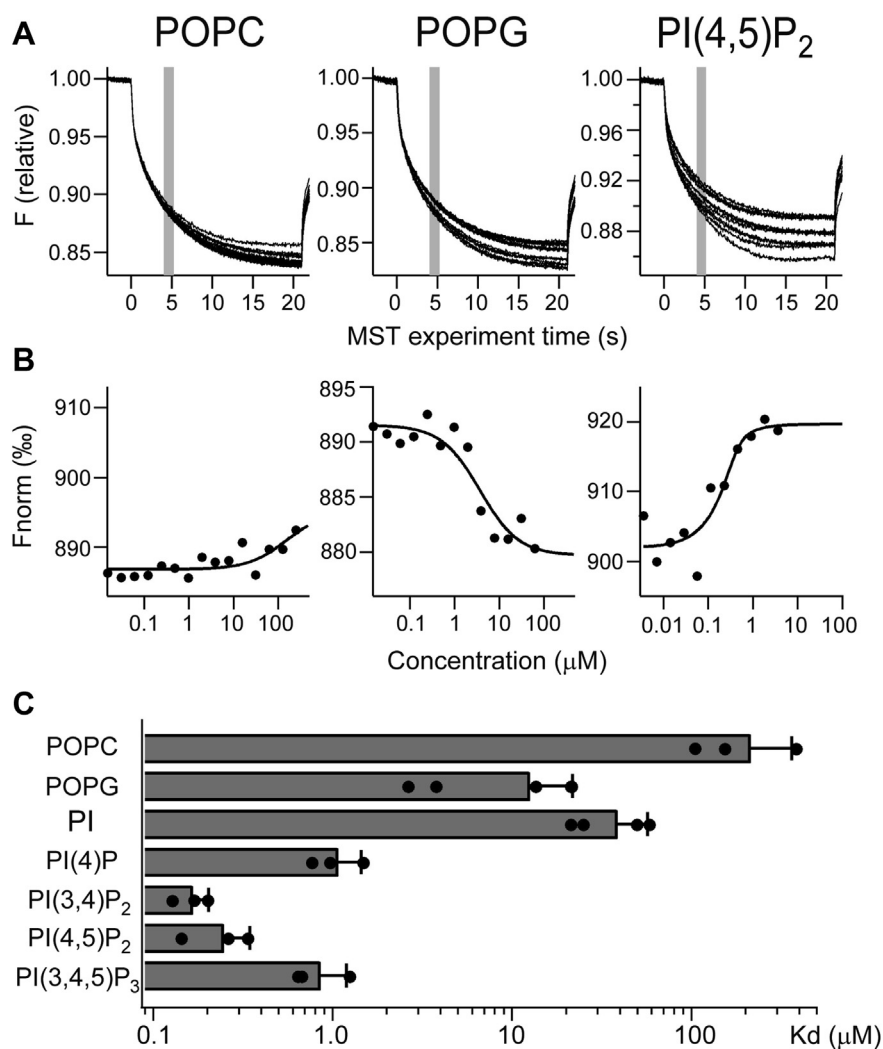 A
POPC POPG PI(4,5)P2
F (relative)
1.00 1.00 1.00
0.95 0.95 0.96
0.90 0.90 0.92
0.85 0.85 0.88
0 5 10 15 20 0 5 10 15 20 0 5 10 15 20
MST experiment time (s)
B
Fnorm (‰)
910 895 920
900 890 910
890 885 900
880
0.1 1 10 100 0.1 1 10 100 0.01 0.1 1 10 100
Concentration (μM)
C
POPC
POPG
PI
PI(4)P
PI(3,4)P2
PI(4,5)P2
PI(3,4,5)P3
0.1 1.0 10 100 Kd (μM)